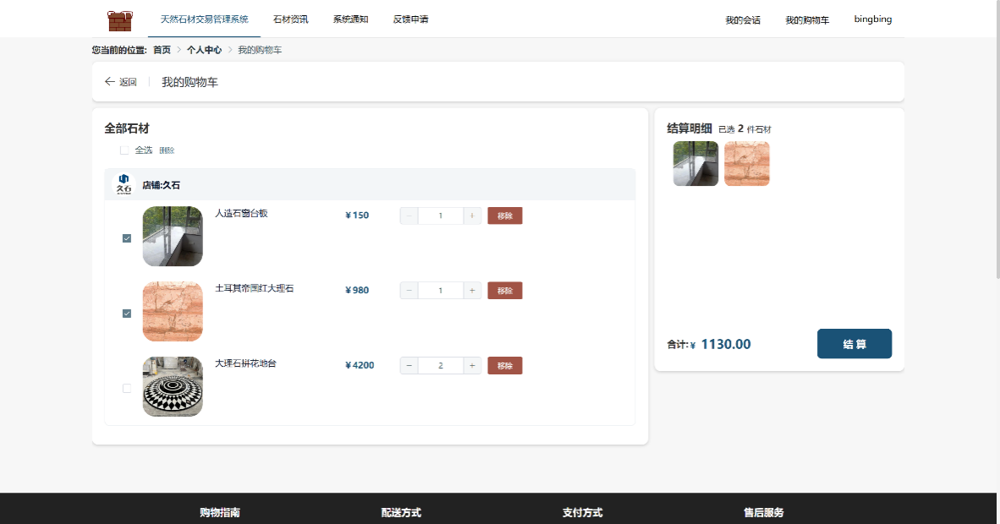 天然石材交易管理系统 石材资讯 系统通知 反馈申请 我的会话 我的购物车 bingbing
您当前的位置: 首页 > 个人中心 > 我的购物车
← 返回 我的购物车
全部石材
全选 删除
久石 店铺:久石
人造石窗台板 ¥150 − 1 + 移除
土耳其帝国红大理石 ¥980 − 1 + 移除
大理石拼花地台 ¥4200 − 2 + 移除
结算明细 已选 2 件石材
合计:¥ 1130.00 结 算
购物指南 配送方式 支付方式 售后服务